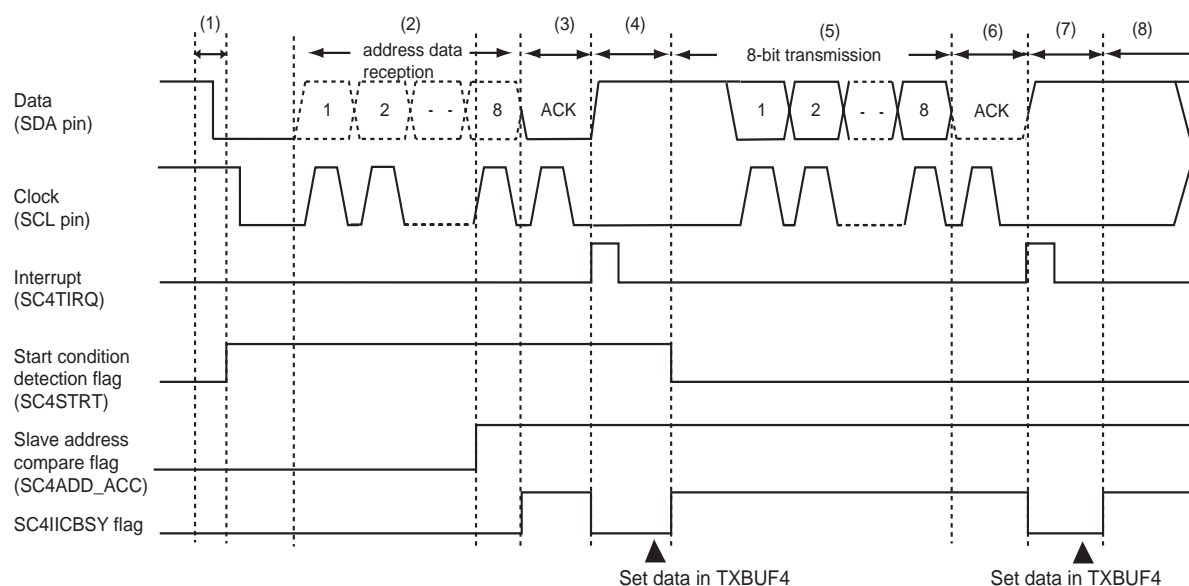 (1) (2) (3) (4) (5) (6) (7) (8)
address data
reception
8-bit transmission
Data
(SDA pin)
1 2 - - 8 ACK 1 2 - - 8 ACK
Clock
(SCL pin)
Interrupt
(SC4TIRQ)
Start condition
detection flag
(SC4STRT)
Slave address
compare flag
(SC4ADD_ACC)
SC4IICBSY flag
Set data in TXBUF4 Set data in TXBUF4